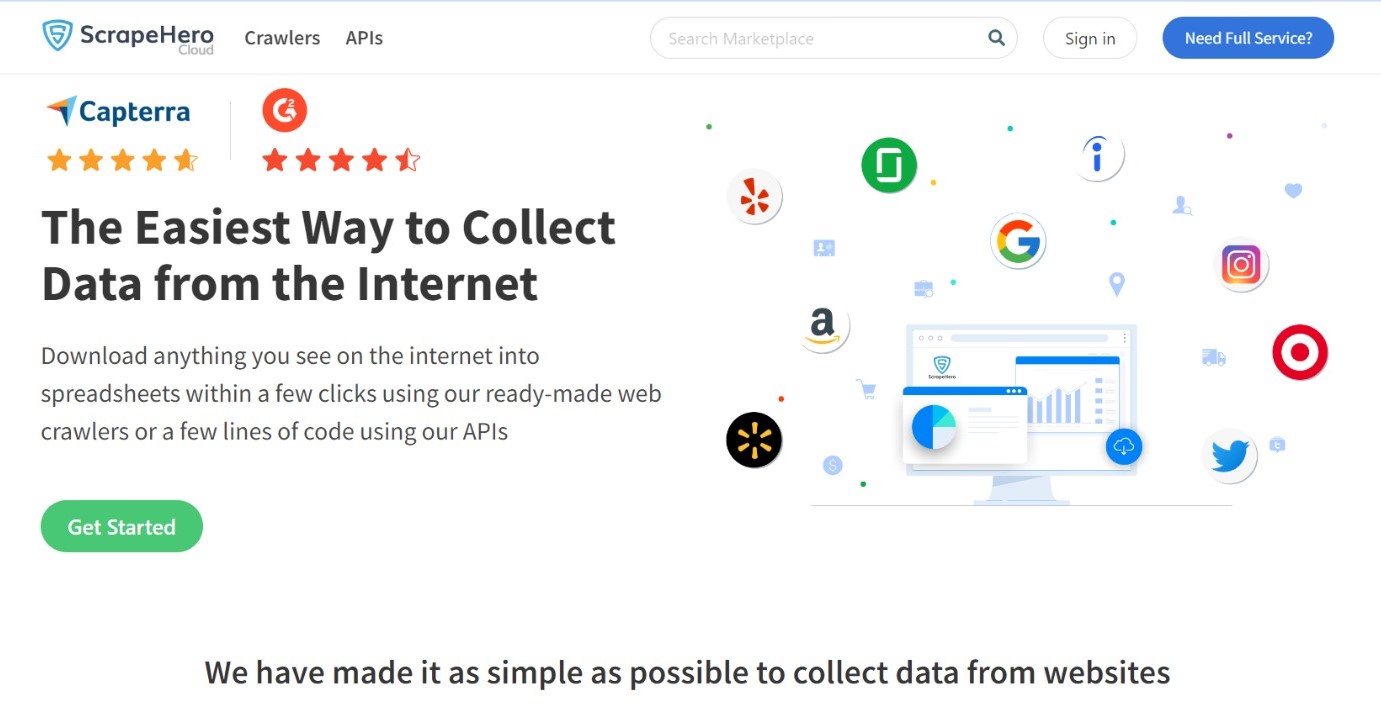 ScrapeHero
Cloud
Crawlers
APIs
Search Marketplace
Sign in
Need Full Service?
Capterra
G2
The Easiest Way to Collect
Data from the Internet
Download anything you see on the internet into
spreadsheets within a few clicks using our ready-made web
crawlers or a few lines of code using our APIs
Get Started
a
ScrapeHero
We have made it as simple as possible to collect data from websites